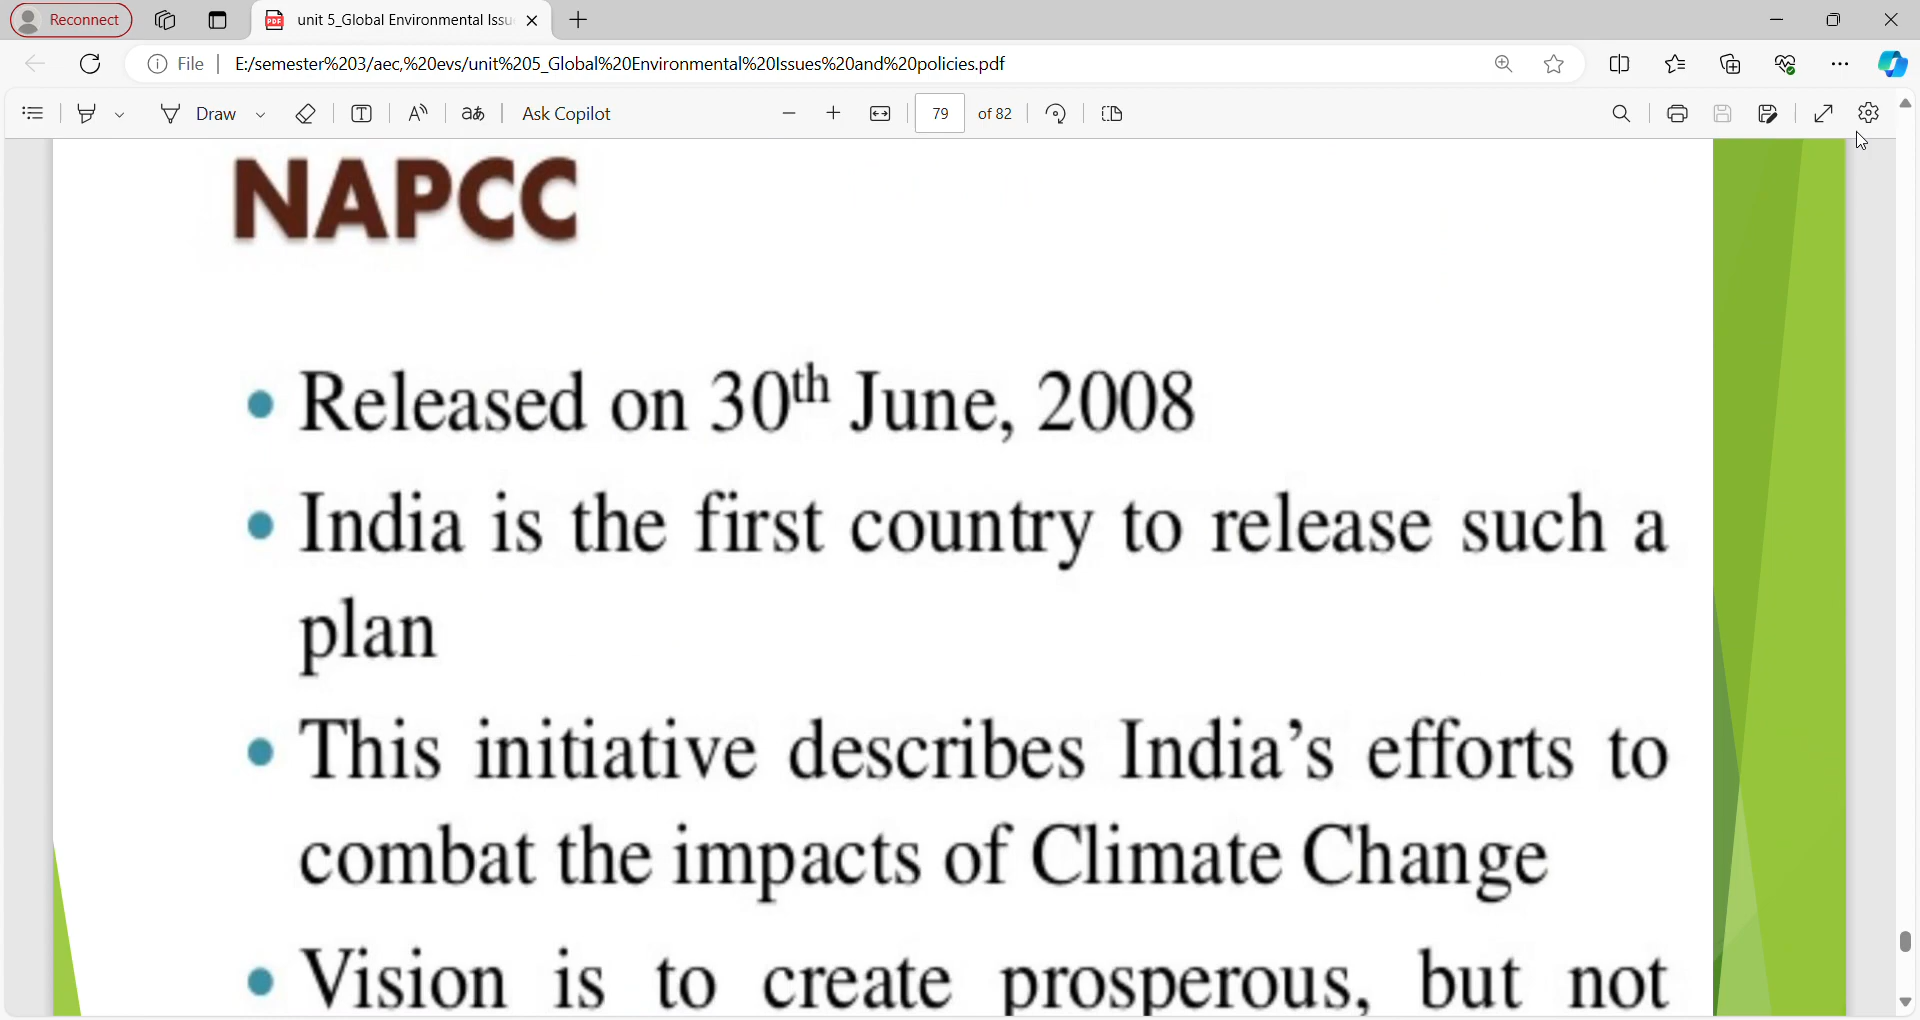 Reconnect
unit 5_Global Environmental Issu
File
E:/semester%203/aec,%20evs/unit%205_Global%20Environmental%20Issues%20and%20policies.pdf
Draw
Ask Copilot
79 of 82
NAPCC
• Released on 30th June, 2008
• India is the first country to release such a
plan
• This initiative describes India's efforts to
combat the impacts of Climate Change
• Vision is to create prosperous, but not